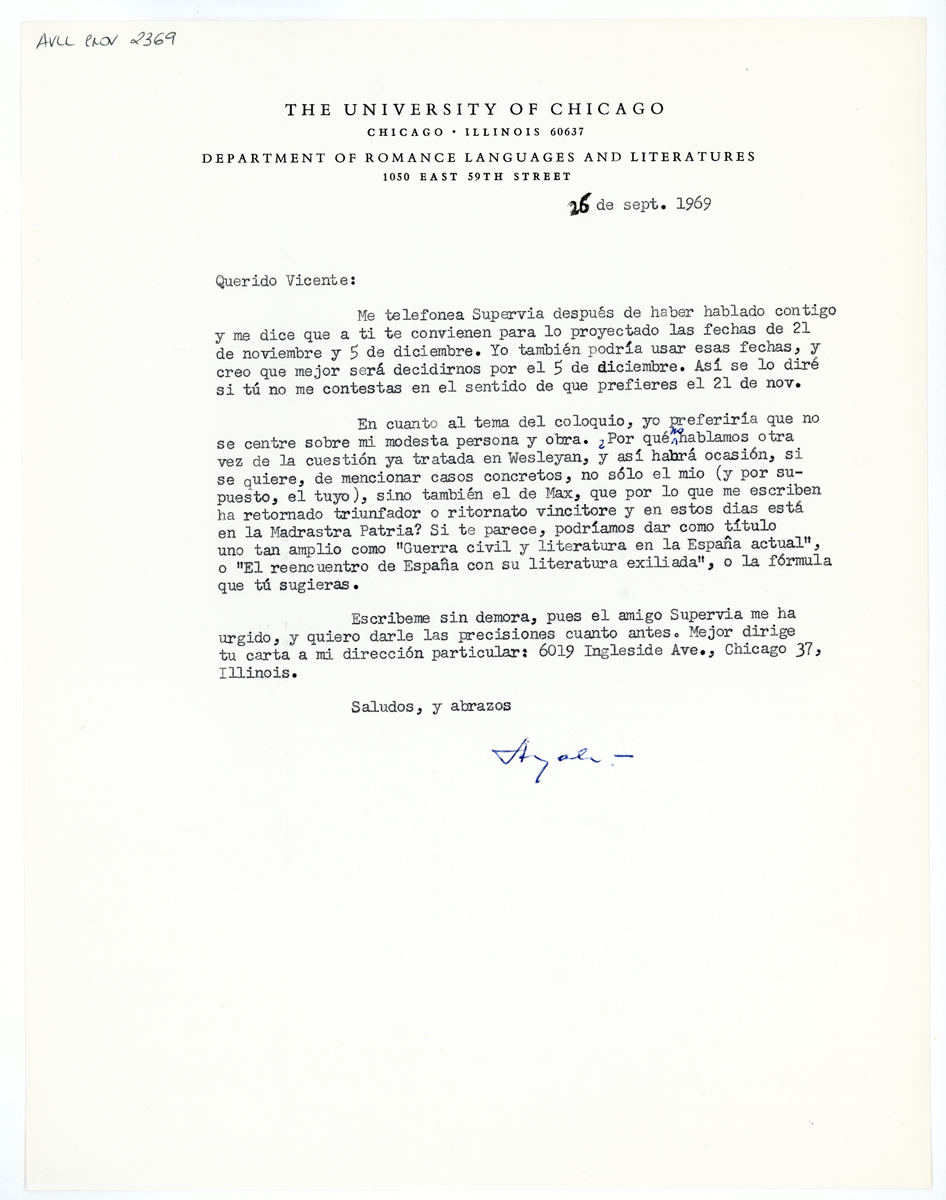 AVLL PROV 2369
THE UNIVERSITY OF CHICAGO
CHICAGO · ILLINOIS 60637
DEPARTMENT OF ROMANCE LANGUAGES AND LITERATURES
1050 EAST 59TH STREET
26 de sept. 1969
Querido Vicente:
Me telefonea Supervia después de haber hablado contigo
y me dice que a ti te convienen para lo proyectado las fechas de 21
de noviembre y 5 de diciembre. Yo también podría usar esas fechas, y
creo que mejor será decidirnos por el 5 de diciembre. Así se lo diré
si tú no me contestas en el sentido de que prefieres el 21 de nov.
En cuanto al tema del coloquio, yo preferiría que no
se centre sobre mi modesta persona y obra. ¿Por qué no hablamos otra
vez de la cuestión ya tratada en Wesleyan, y así habrá ocasión, si
se quiere, de mencionar casos concretos, no sólo el mio (y por su-
puesto, el tuyo), sino también el de Max, que por lo que me escriben
ha retornado triunfador o ritornato vincitore y en estos dias está
en la Madrastra Patria? Si te parece, podríamos dar como título
uno tan amplio como "Guerra civil y literatura en la España actual",
o "El reencuentro de España con su literatura exiliada", o la fórmula
que tú sugieras.
Escribeme sin demora, pues el amigo Supervia me ha
urgido, y quiero darle las precisiones cuanto antes. Mejor dirige
tu carta a mi dirección particular: 6019 Ingleside Ave., Chicago 37,
Illinois.
Saludos, y abrazos
Ayala.—